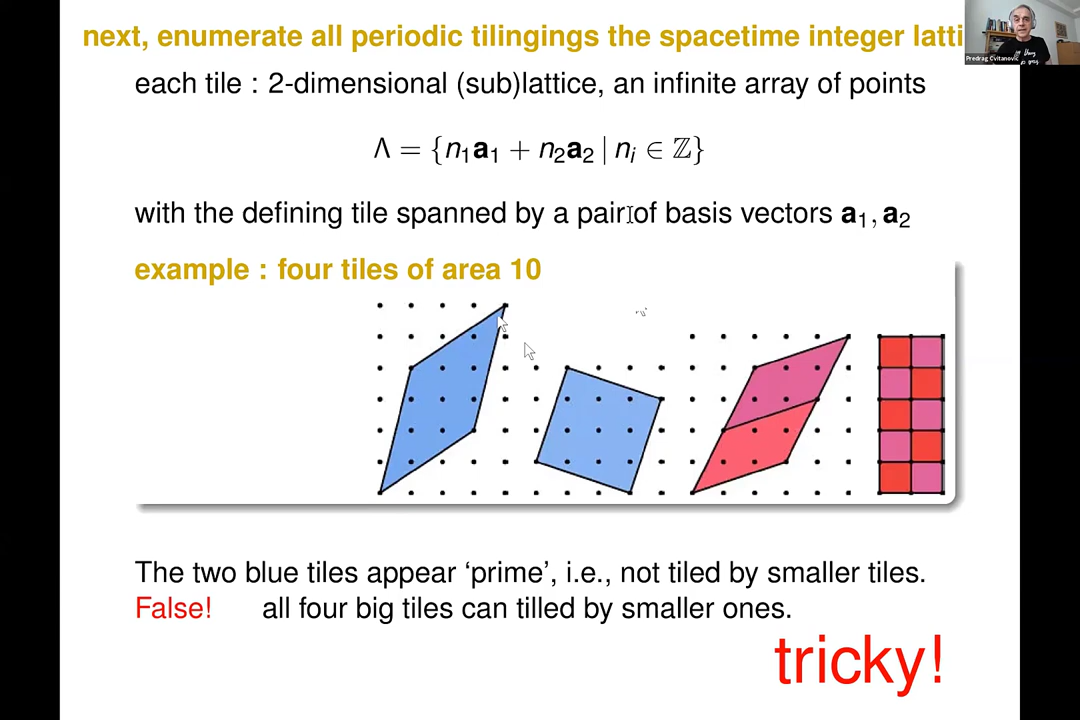 next, enumerate all periodic tilingings the spacetime integer latti
Predrag Cvitanovic
each tile : 2-dimensional (sub)lattice, an infinite array of points
Λ = {n₁a₁ + n₂a₂ | nᵢ ∈ ℤ}
with the defining tile spanned by a pair of basis vectors a₁, a₂
example : four tiles of area 10
The two blue tiles appear ‘prime’, i.e., not tiled by smaller tiles.
False! all four big tiles can tilled by smaller ones.
tricky!